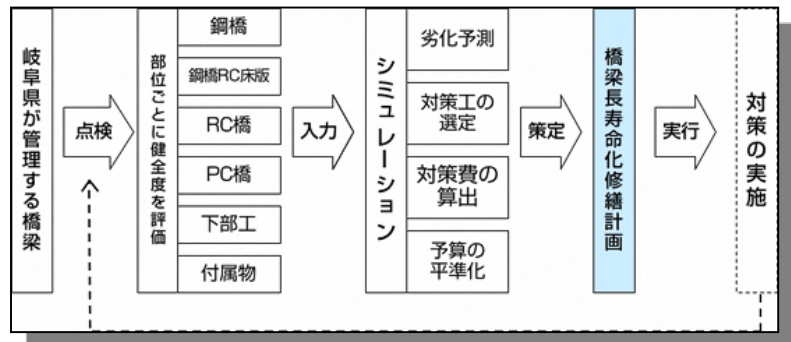 岐阜県が管理する橋梁
点検
部位ごとに健全度を評価
鋼橋
鋼橋RC床版
RC橋
PC橋
下部工
付属物
入力
シミュレーション
劣化予測
対策工の
選定
対策費の
算出
予算の
平準化
策定
橋梁長寿命化修繕計画
実行
対策の実施